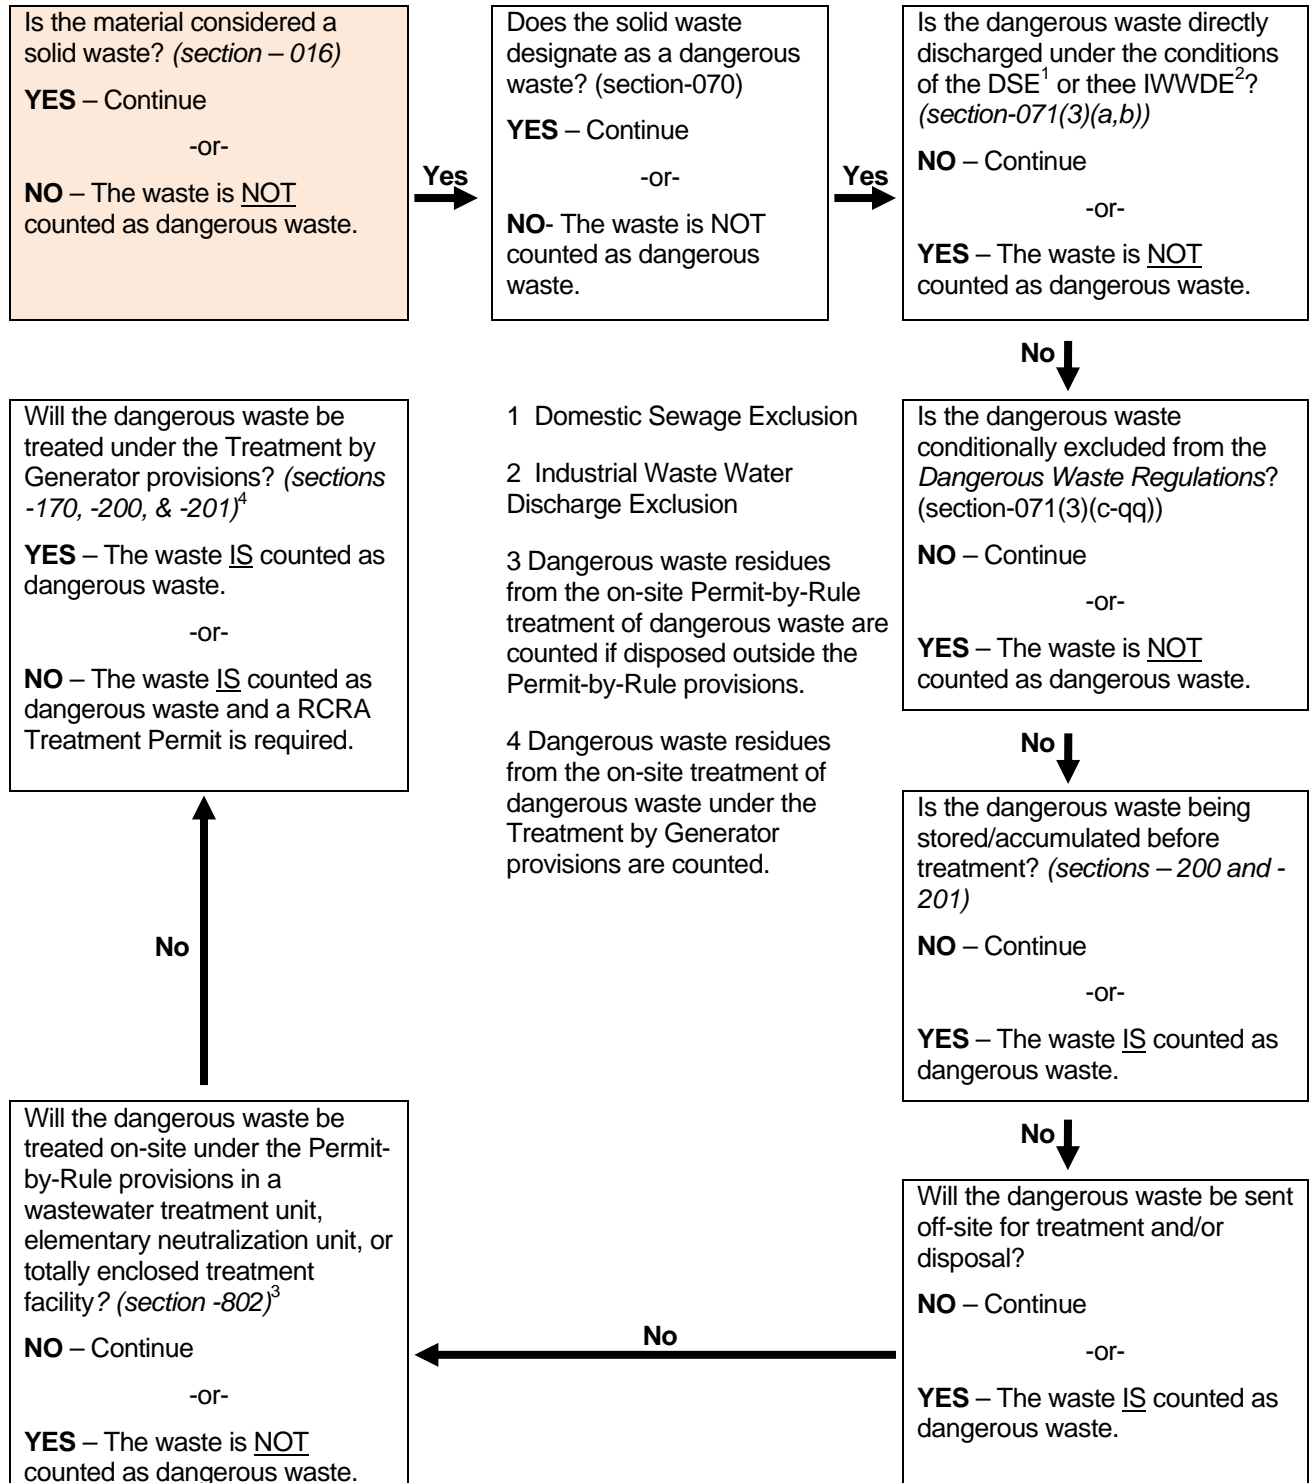 Is the material considered a
solid waste? (section – 016)
YES – Continue
-or-
NO – The waste is NOT
counted as dangerous waste.
Yes
Does the solid waste
designate as a dangerous
waste? (section-070)
YES – Continue
-or-
NO- The waste is NOT
counted as dangerous
waste.
Yes
Is the dangerous waste directly
discharged under the conditions
of the DSE1 or thee IWWDE2?
(section-071(3)(a,b))
NO – Continue
-or-
YES – The waste is NOT
counted as dangerous waste.
No
Is the dangerous waste
conditionally excluded from the
Dangerous Waste Regulations?
(section-071(3)(c-qq))
NO – Continue
-or-
YES – The waste is NOT
counted as dangerous waste.
No
Is the dangerous waste being
stored/accumulated before
treatment? (sections – 200 and -
201)
NO – Continue
-or-
YES – The waste IS counted as
dangerous waste.
No
Will the dangerous waste be sent
off-site for treatment and/or
disposal?
NO – Continue
-or-
YES – The waste IS counted as
dangerous waste.
No
Will the dangerous waste be
treated on-site under the Permit-
by-Rule provisions in a
wastewater treatment unit,
elementary neutralization unit, or
totally enclosed treatment
facility? (section -802)3
NO – Continue
-or-
YES – The waste is NOT
counted as dangerous waste.
No
Will the dangerous waste be
treated under the Treatment by
Generator provisions? (sections
-170, -200, & -201)4
YES – The waste IS counted as
dangerous waste.
-or-
NO – The waste IS counted as
dangerous waste and a RCRA
Treatment Permit is required.
1 Domestic Sewage Exclusion
2 Industrial Waste Water
Discharge Exclusion
3 Dangerous waste residues
from the on-site Permit-by-Rule
treatment of dangerous waste are
counted if disposed outside the
Permit-by-Rule provisions.
4 Dangerous waste residues
from the on-site treatment of
dangerous waste under the
Treatment by Generator
provisions are counted.